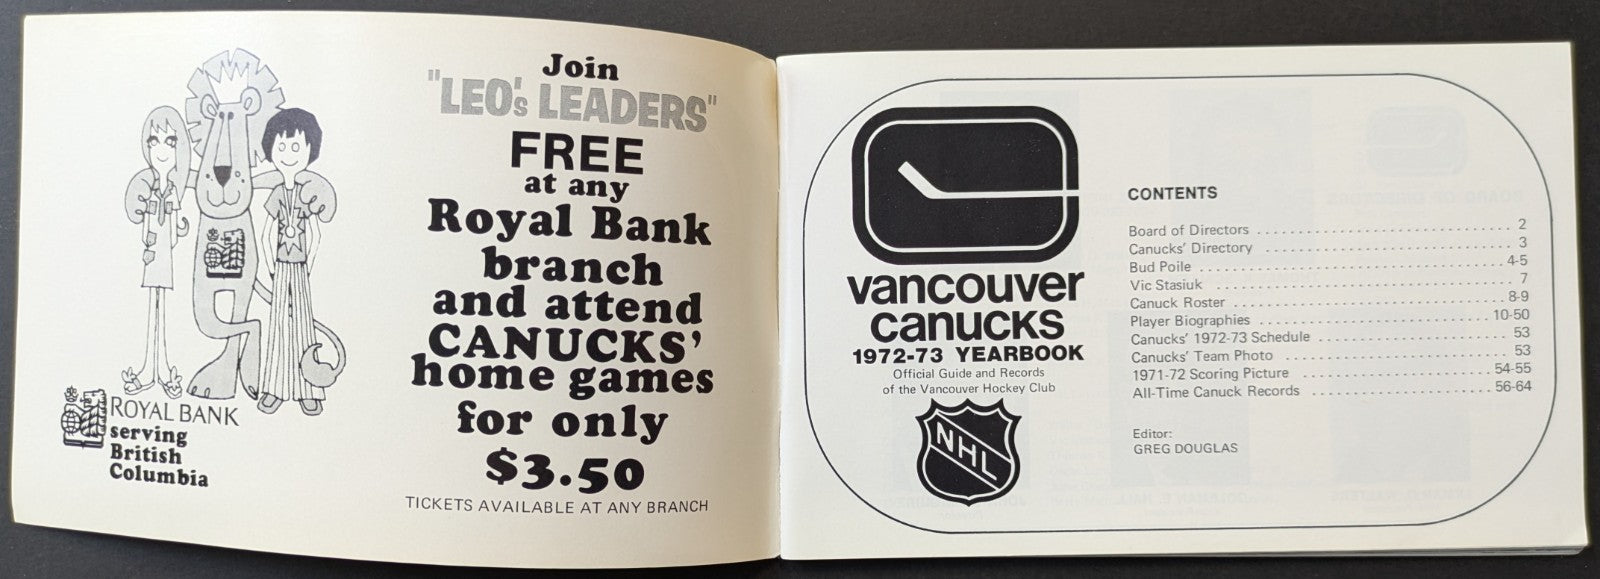 Join
"LEO's LEADERS"
FREE
at any
Royal Bank
branch
and attend
CANUCKS'
home games
for only
$3.50
TICKETS AVAILABLE AT ANY BRANCH
ROYAL BANK
serving
British
Columbia
vancouver
canucks
1972-73 YEARBOOK
Official Guide and Records
of the Vancouver Hockey Club
NHL
CONTENTS
Board of Directors 2
Canucks' Directory 3
Bud Poile 4-5
Vic Stasiuk 7
Canuck Roster 8-9
Player Biographies 10-50
Canucks' 1972-73 Schedule 53
Canucks' Team Photo 53
1971-72 Scoring Picture 54-55
All-Time Canuck Records 56-64
Editor:
GREG DOUGLAS